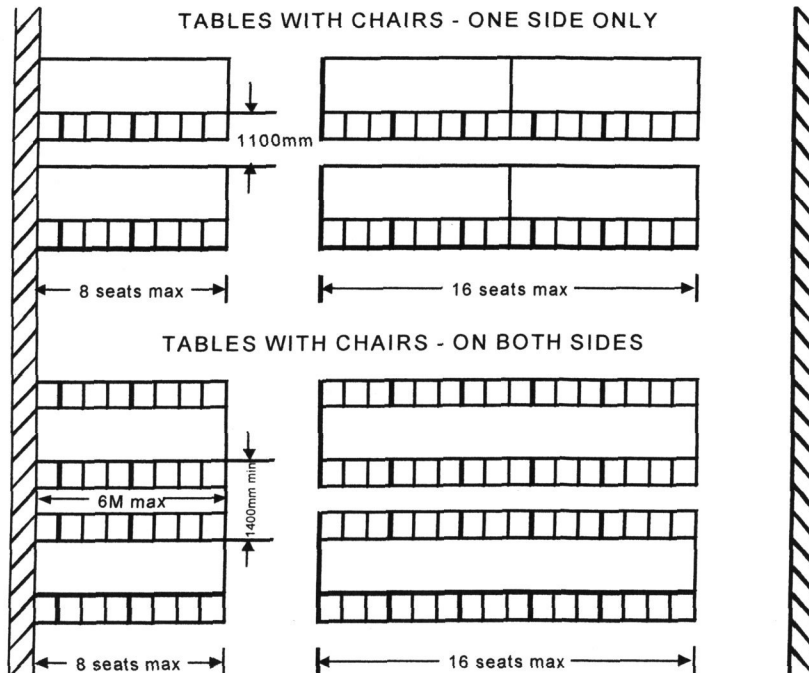 TABLES WITH CHAIRS - ONE SIDE ONLY
1100mm
8 seats max
16 seats max
TABLES WITH CHAIRS - ON BOTH SIDES
6M max
1400mm min
8 seats max
16 seats max